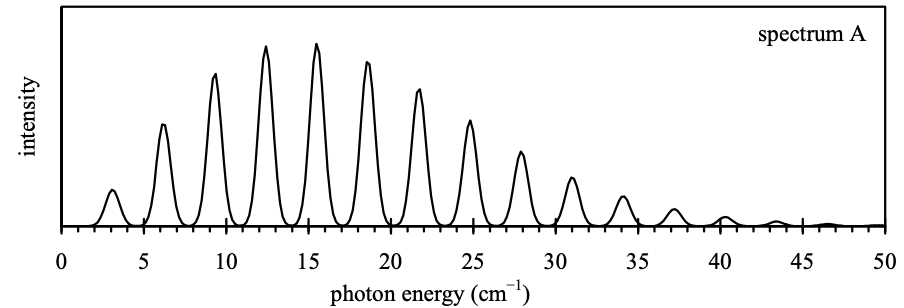 spectrum A
intensity
0 5 10 15 20 25 30 35 40 45 50
photon energy (cm⁻¹)